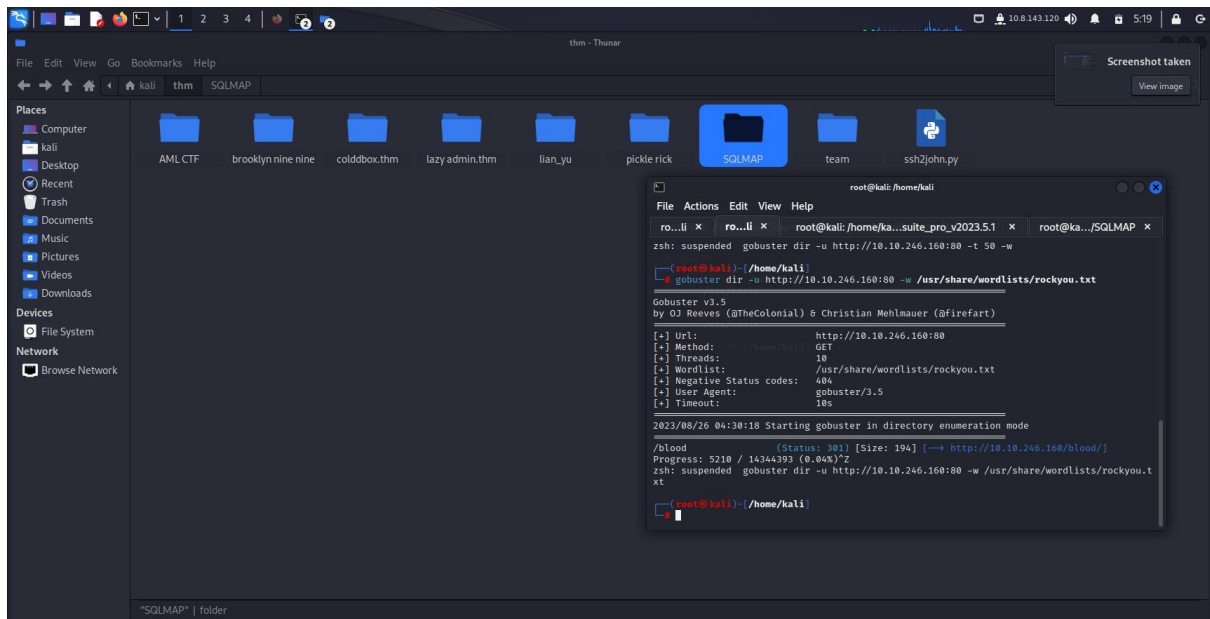 1 2 3 4
2
2
10.8.143.120
5:19
thm - Thunar
File Edit View Go Bookmarks Help
kali thm SQLMAP
Screenshot taken
View image
Places
Computer
kali
Desktop
Recent
Trash
Documents
Music
Pictures
Videos
Downloads
Devices
File System
Network
Browse Network
AML CTF brooklyn nine nine colddbox.thm lazy admin.thm lian_yu pickle rick SQLMAP team ssh2john.py
root@kali: /home/kali
File Actions Edit View Help
ro...li × ro...li × root@kali: /home/ka...suite_pro_v2023.5.1 × root@ka.../SQLMAP ×
zsh: suspended gobuster dir -u http://10.10.246.160:80 -t 50 -w
┌──(root㉿kali)-[/home/kali]
└─# gobuster dir -u http://10.10.246.160:80 -w /usr/share/wordlists/rockyou.txt
Gobuster v3.5
by OJ Reeves (@TheColonial) & Christian Mehlmauer (@firefart)
[+] Url: http://10.10.246.160:80
[+] Method: GET
[+] Threads: 10
[+] Wordlist: /usr/share/wordlists/rockyou.txt
[+] Negative Status codes: 404
[+] User Agent: gobuster/3.5
[+] Timeout: 10s
2023/08/26 04:30:18 Starting gobuster in directory enumeration mode
/blood (Status: 301) [Size: 194] [--> http://10.10.246.160/blood/]
Progress: 5210 / 14344393 (0.04%)^Z
zsh: suspended gobuster dir -u http://10.10.246.160:80 -w /usr/share/wordlists/rockyou.t
xt
┌──(root㉿kali)-[/home/kali]
└─#
"SQLMAP" | folder